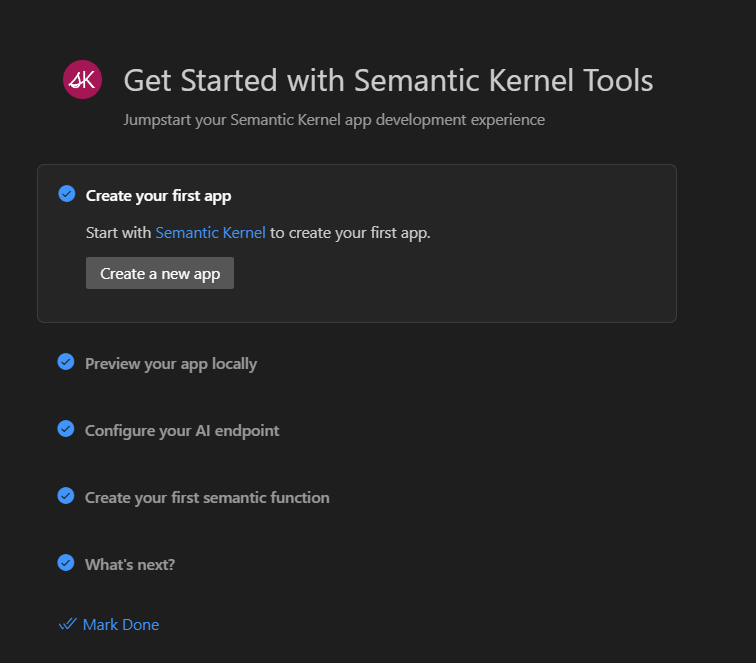 SK
Get Started with Semantic Kernel Tools
Jumpstart your Semantic Kernel app development experience
Create your first app
Start with Semantic Kernel to create your first app.
Create a new app
Preview your app locally
Configure your AI endpoint
Create your first semantic function
What's next?
Mark Done